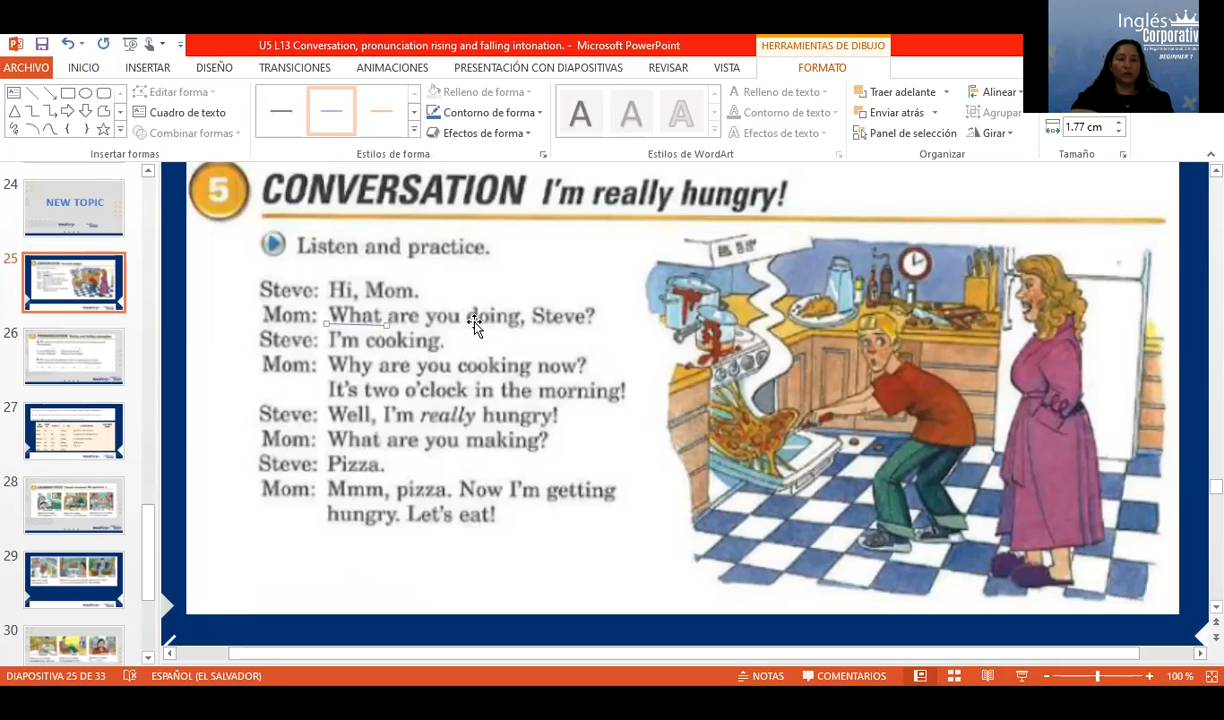 U5 L13 Conversation, pronunciation rising and falling intonation. - Microsoft PowerPoint
HERRAMIENTAS DE DIBUJO
Inglés
Corporativ
BEGINNER 1
ARCHIVO INICIO INSERTAR DISEÑO TRANSICIONES ANIMACIONES PRESENTACIÓN CON DIAPOSITIVAS REVISAR VISTA FORMATO
Editar forma
Cuadro de texto
Combinar formas
Insertar formas
Relleno de forma
Contorno de forma
Efectos de forma
Estilos de forma
A A A
Relleno de texto
Contorno de texto
Efectos de texto
Estilos de WordArt
Traer adelante
Enviar atrás
Panel de selección
Alinear
Agrupar
Girar
Organizar
1.77 cm
Tamaño
24
NEW TOPIC
25
26
27
28
29
30
5 CONVERSATION I'm really hungry!
Listen and practice.
Steve: Hi, Mom.
Mom: What are you doing, Steve?
Steve: I'm cooking.
Mom: Why are you cooking now?
It's two o'clock in the morning!
Steve: Well, I'm really hungry!
Mom: What are you making?
Steve: Pizza.
Mom: Mmm, pizza. Now I'm getting
hungry. Let's eat!
DIAPOSITIVA 25 DE 33 ESPAÑOL (EL SALVADOR) NOTAS COMENTARIOS 100 %